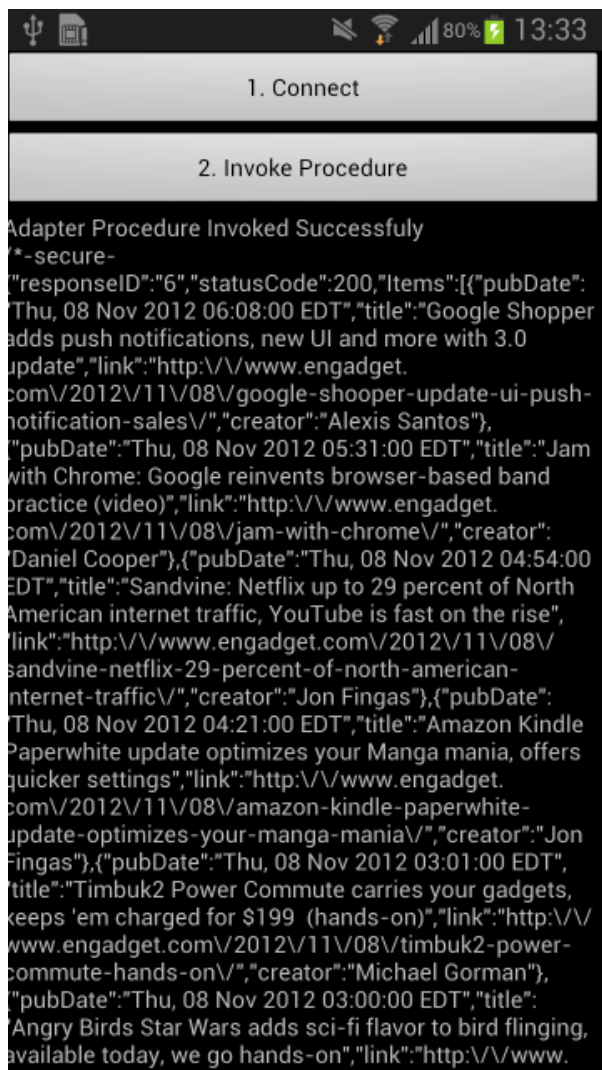 80% 13:33
1. Connect
2. Invoke Procedure
Adapter Procedure Invoked Successfuly
/*-secure-
{"responseID":"6","statusCode":200,"Items":[{"pubDate":
"Thu, 08 Nov 2012 06:08:00 EDT","title":"Google Shopper
adds push notifications, new UI and more with 3.0
update","link":"http:\/\/www.engadget.
com\/2012\/11\/08\/google-shooper-update-ui-push-
notification-sales\/","creator":"Alexis Santos"},
{"pubDate":"Thu, 08 Nov 2012 05:31:00 EDT","title":"Jam
with Chrome: Google reinvents browser-based band
practice (video)","link":"http:\/\/www.engadget.
com\/2012\/11\/08\/jam-with-chrome\/","creator":
"Daniel Cooper"},{"pubDate":"Thu, 08 Nov 2012 04:54:00
EDT","title":"Sandvine: Netflix up to 29 percent of North
American internet traffic, YouTube is fast on the rise",
"link":"http:\/\/www.engadget.com\/2012\/11\/08\/
sandvine-netflix-29-percent-of-north-american-
internet-traffic\/","creator":"Jon Fingas"},{"pubDate":
"Thu, 08 Nov 2012 04:21:00 EDT","title":"Amazon Kindle
Paperwhite update optimizes your Manga mania, offers
quicker settings","link":"http:\/\/www.engadget.
com\/2012\/11\/08\/amazon-kindle-paperwhite-
update-optimizes-your-manga-mania\/","creator":"Jon
Fingas"},{"pubDate":"Thu, 08 Nov 2012 03:01:00 EDT",
"title":"Timbuk2 Power Commute carries your gadgets,
keeps 'em charged for $199  (hands-on)","link":"http:\/\/
www.engadget.com\/2012\/11\/08\/timbuk2-power-
commute-hands-on\/","creator":"Michael Gorman"},
{"pubDate":"Thu, 08 Nov 2012 03:00:00 EDT","title":
"Angry Birds Star Wars adds sci-fi flavor to bird flinging,
available today, we go hands-on","link":"http:\/\/www.